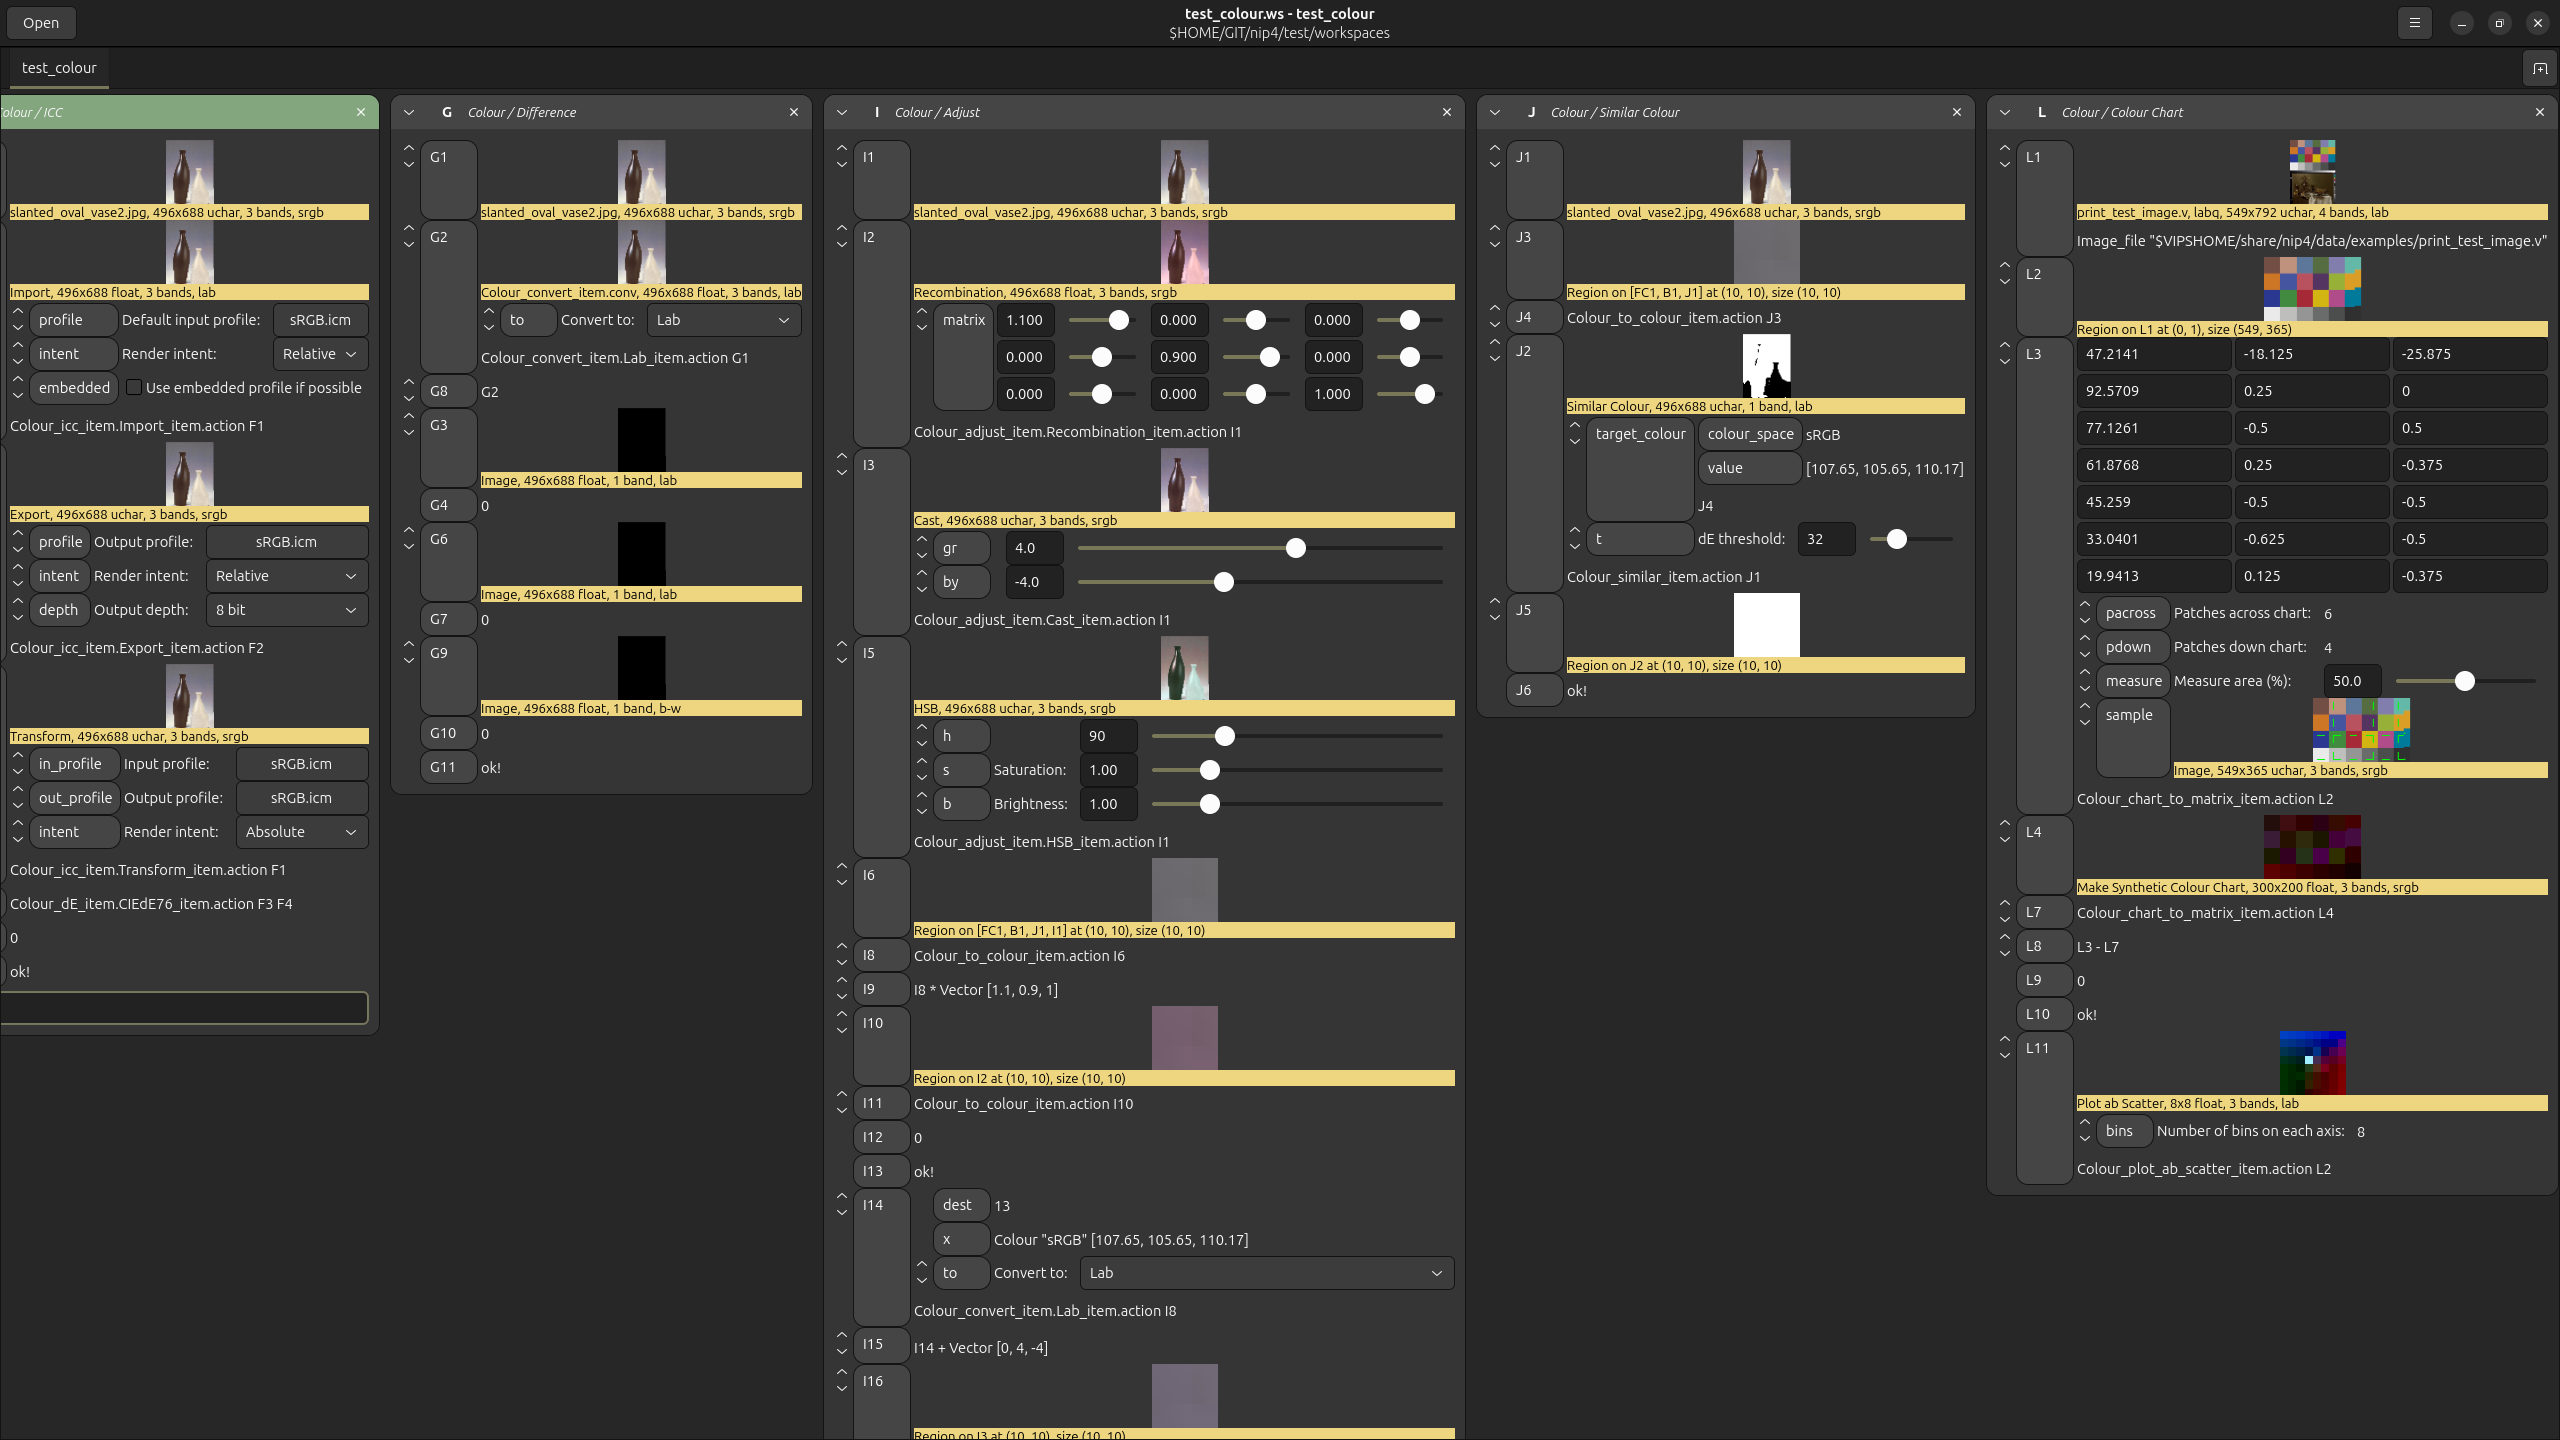 Open
test_colour.ws - test_colour
$HOME/GIT/nip4/test/workspaces
test_colour
Colour / ICC
slanted_oval_vase2.jpg, 496x688 uchar, 3 bands, srgb
Import, 496x688 float, 3 bands, lab
profile Default input profile: sRGB.icm
intent Render intent: Relative
embedded Use embedded profile if possible
Colour_icc_item.Import_item.action F1
Export, 496x688 uchar, 3 bands, srgb
profile Output profile: sRGB.icm
intent Render intent: Relative
depth Output depth: 8 bit
Colour_icc_item.Export_item.action F2
Transform, 496x688 uchar, 3 bands, srgb
in_profile Input profile: sRGB.icm
out_profile Output profile: sRGB.icm
intent Render intent: Absolute
Colour_icc_item.Transform_item.action F1
Colour_dE_item.CIEdE76_item.action F3 F4
0
ok!
G Colour / Difference
G1
slanted_oval_vase2.jpg, 496x688 uchar, 3 bands, srgb
G2
Colour_convert_item.conv, 496x688 float, 3 bands, lab
to Convert to: Lab
Colour_convert_item.Lab_item.action G1
G8 G2
G3
Image, 496x688 float, 1 band, lab
G4 0
G6
Image, 496x688 float, 1 band, lab
G7 0
G9
Image, 496x688 float, 1 band, b-w
G10 0
G11 ok!
I Colour / Adjust
I1
slanted_oval_vase2.jpg, 496x688 uchar, 3 bands, srgb
I2
Recombination, 496x688 float, 3 bands, srgb
matrix 1.100 0.000 0.000
0.000 0.900 0.000
0.000 0.000 1.000
Colour_adjust_item.Recombination_item.action I1
I3
Cast, 496x688 uchar, 3 bands, srgb
gr 4.0
by -4.0
Colour_adjust_item.Cast_item.action I1
I5
HSB, 496x688 uchar, 3 bands, srgb
h 90
s Saturation: 1.00
b Brightness: 1.00
Colour_adjust_item.HSB_item.action I1
I6
Region on [FC1, B1, J1, I1] at (10, 10), size (10, 10)
I8 Colour_to_colour_item.action I6
I9 I8 * Vector [1.1, 0.9, 1]
I10
Region on I2 at (10, 10), size (10, 10)
I11 Colour_to_colour_item.action I10
I12 0
I13 ok!
I14 dest 13
x Colour "sRGB" [107.65, 105.65, 110.17]
to Convert to: Lab
Colour_convert_item.Lab_item.action I8
I15 I14 + Vector [0, 4, -4]
I16
Region on I3 at (10, 10), size (10, 10)
J Colour / Similar Colour
J1
slanted_oval_vase2.jpg, 496x688 uchar, 3 bands, srgb
J3
Region on [FC1, B1, J1] at (10, 10), size (10, 10)
J4 Colour_to_colour_item.action J3
J2
Similar Colour, 496x688 uchar, 1 band, lab
target_colour colour_space sRGB
value [107.65, 105.65, 110.17]
J4
t dE threshold: 32
Colour_similar_item.action J1
J5
Region on J2 at (10, 10), size (10, 10)
J6 ok!
L Colour / Colour Chart
L1
print_test_image.v, labq, 549x792 uchar, 4 bands, lab
Image_file "$VIPSHOME/share/nip4/data/examples/print_test_image.v"
L2
Region on L1 at (0, 1), size (549, 365)
L3 47.2141 -18.125 -25.875
92.5709 0.25 0
77.1261 -0.5 0.5
61.8768 0.25 -0.375
45.259 -0.5 -0.5
33.0401 -0.625 -0.5
19.9413 0.125 -0.375
pacross Patches across chart: 6
pdown Patches down chart: 4
measure Measure area (%): 50.0
sample
Image, 549x365 uchar, 3 bands, srgb
Colour_chart_to_matrix_item.action L2
L4
Make Synthetic Colour Chart, 300x200 float, 3 bands, srgb
L7 Colour_chart_to_matrix_item.action L4
L8 L3 - L7
L9 0
L10 ok!
L11
Plot ab Scatter, 8x8 float, 3 bands, lab
bins Number of bins on each axis: 8
Colour_plot_ab_scatter_item.action L2